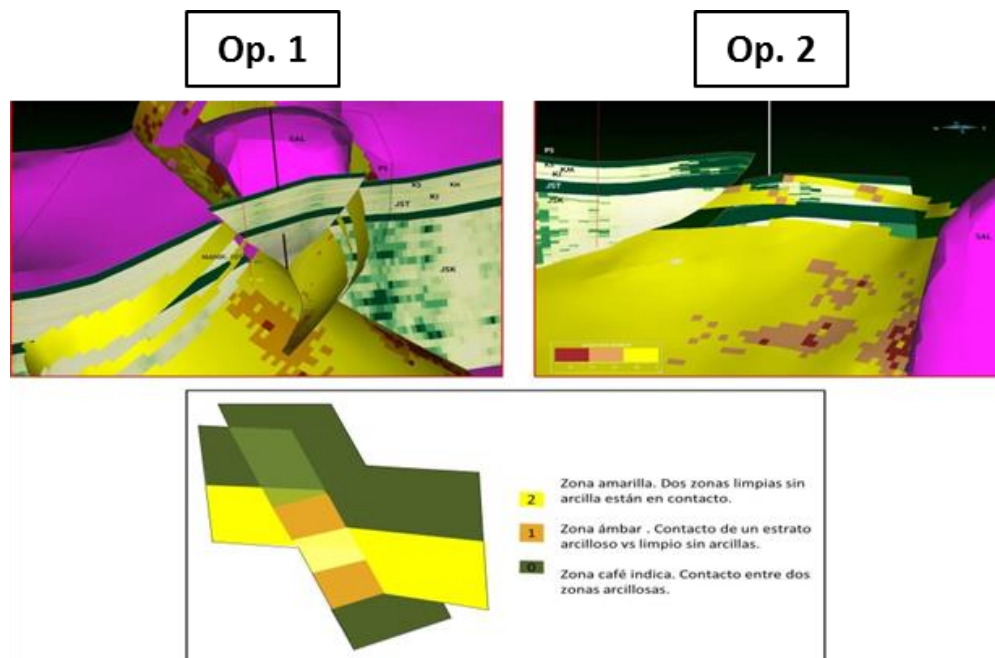 Op. 1
Op. 2
SAL
PS
KS
KM
JST
KI
JSK
PS
KM
KI
JST
JSK
SAL
2 Zona amarilla. Dos zonas limpias sin
arcilla están en contacto.
1 Zona ámbar . Contacto de un estrato
arcilloso vs limpio sin arcillas.
0 Zona café indica. Contacto entre dos
zonas arcillosas.